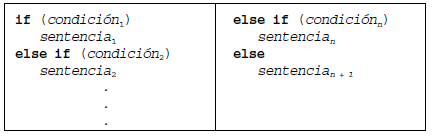 if (condición₁)
sentencia₁
else if (condición₂)
sentencia₂
.
.
.
else if (condiciónₙ)
sentenciaₙ
else
sentenciaₙ ₊ ₁